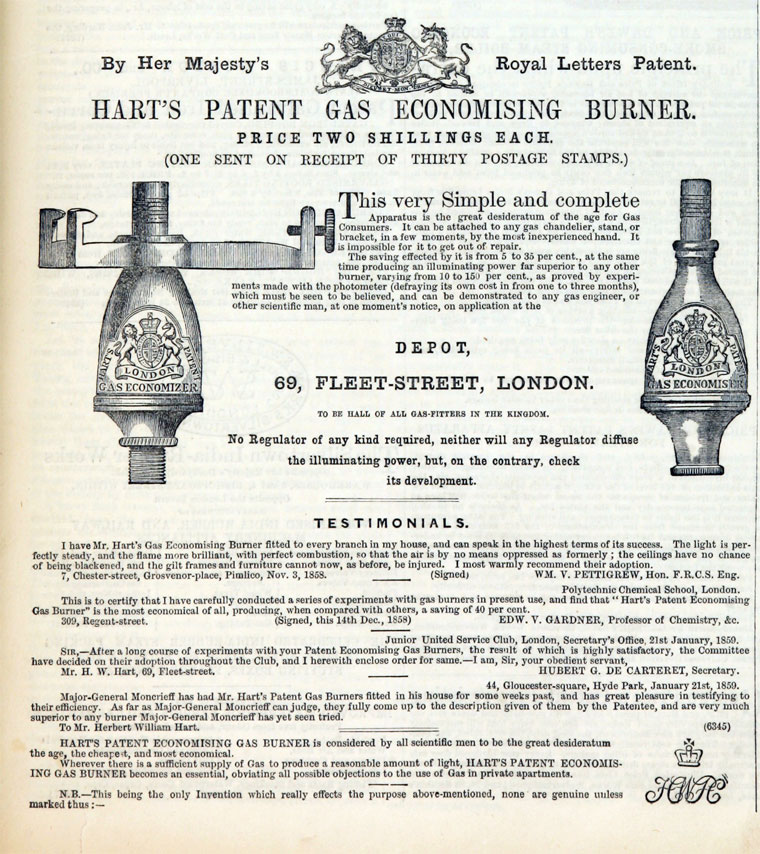 By Her Majesty's Royal Letters Patent.
HART'S PATENT GAS ECONOMISING BURNER.
PRICE TWO SHILLINGS EACH.
(ONE SENT ON RECEIPT OF THIRTY POSTAGE STAMPS.)
This very Simple and complete
Apparatus is the great desideratum of the age for Gas
Consumers. It can be attached to any gas chandelier, stand, or
bracket, in a few moments, by the most inexperienced hand. It
is impossible for it to get out of repair.
The saving effected by it is from 5 to 35 per cent., at the same
time producing an illuminating power far superior to any other
burner, varying from 10 to 150 per cent., as proved by experi-
ments made with the photometer (defraying its own cost in from one to three months),
which must be seen to be believed, and can be demonstrated to any gas engineer, or
other scientific man, at one moment's notice, on application at the
HART'S PATENT
LONDON
GAS ECONOMIZER
HART'S PATENT
LONDON
GAS ECONOMISER
DEPOT,
69, FLEET-STREET, LONDON.
TO BE HALL OF ALL GAS-FITTERS IN THE KINGDOM.
No Regulator of any kind required, neither will any Regulator diffuse
the illuminating power, but, on the contrary, check
its development.
TESTIMONIALS.
I have Mr. Hart's Gas Economising Burner fitted to every branch in my house, and can speak in the highest terms of its success. The light is per-
fectly steady, and the flame more brilliant, with perfect combustion, so that the air is by no means oppressed as formerly; the ceilings have no chance
of being blackened, and the gilt frames and furniture cannot now, as before, be injured. I most warmly recommend their adoption.
7, Chester-street, Grosvenor-place, Pimlico, Nov. 3, 1858. (Signed) WM. V. PETTIGREW, Hon. F.R.C.S. Eng.
Polytechnic Chemical School, London.
This is to certify that I have carefully conducted a series of experiments with gas burners in present use, and find that "Hart's Patent Economising
Gas Burner" is the most economical of all, producing, when compared with others, a saving of 40 per cent.
309, Regent-street. (Signed, this 14th Dec., 1858) EDW. V. GARDNER, Professor of Chemistry, &c.
Junior United Service Club, London, Secretary's Office, 21st January, 1859.
SIR,—After a long course of experiments with your Patent Economising Gas Burners, the result of which is highly satisfactory, the Committee
have decided on their adoption throughout the Club, and I herewith enclose order for same.—I am, Sir, your obedient servant,
Mr. H. W. Hart, 69, Fleet-street. HUBERT G. DE CARTERET, Secretary.
44, Gloucester-square, Hyde Park, January 21st, 1859.
Major-General Moncrieff has had Mr. Hart's Patent Gas Burners fitted in his house for some weeks past, and has great pleasure in testifying to
their efficiency. As far as Major-General Moncrieff can judge, they fully come up to the description given of them by the Patentee, and are very much
superior to any burner Major-General Moncrieff has yet seen tried.
To Mr. Herbert William Hart. (6345)
HART'S PATENT ECONOMISING GAS BURNER is considered by all scientific men to be the great desideratum
the age, the cheapest, and most economical.
Wherever there is a sufficient supply of Gas to produce a reasonable amount of light, HART'S PATENT ECONOMIS-
ING GAS BURNER becomes an essential, obviating all possible objections to the use of Gas in private apartments.
N.B.—This being the only Invention which really effects the purpose above-mentioned, none are genuine unless
marked thus:—
HWH